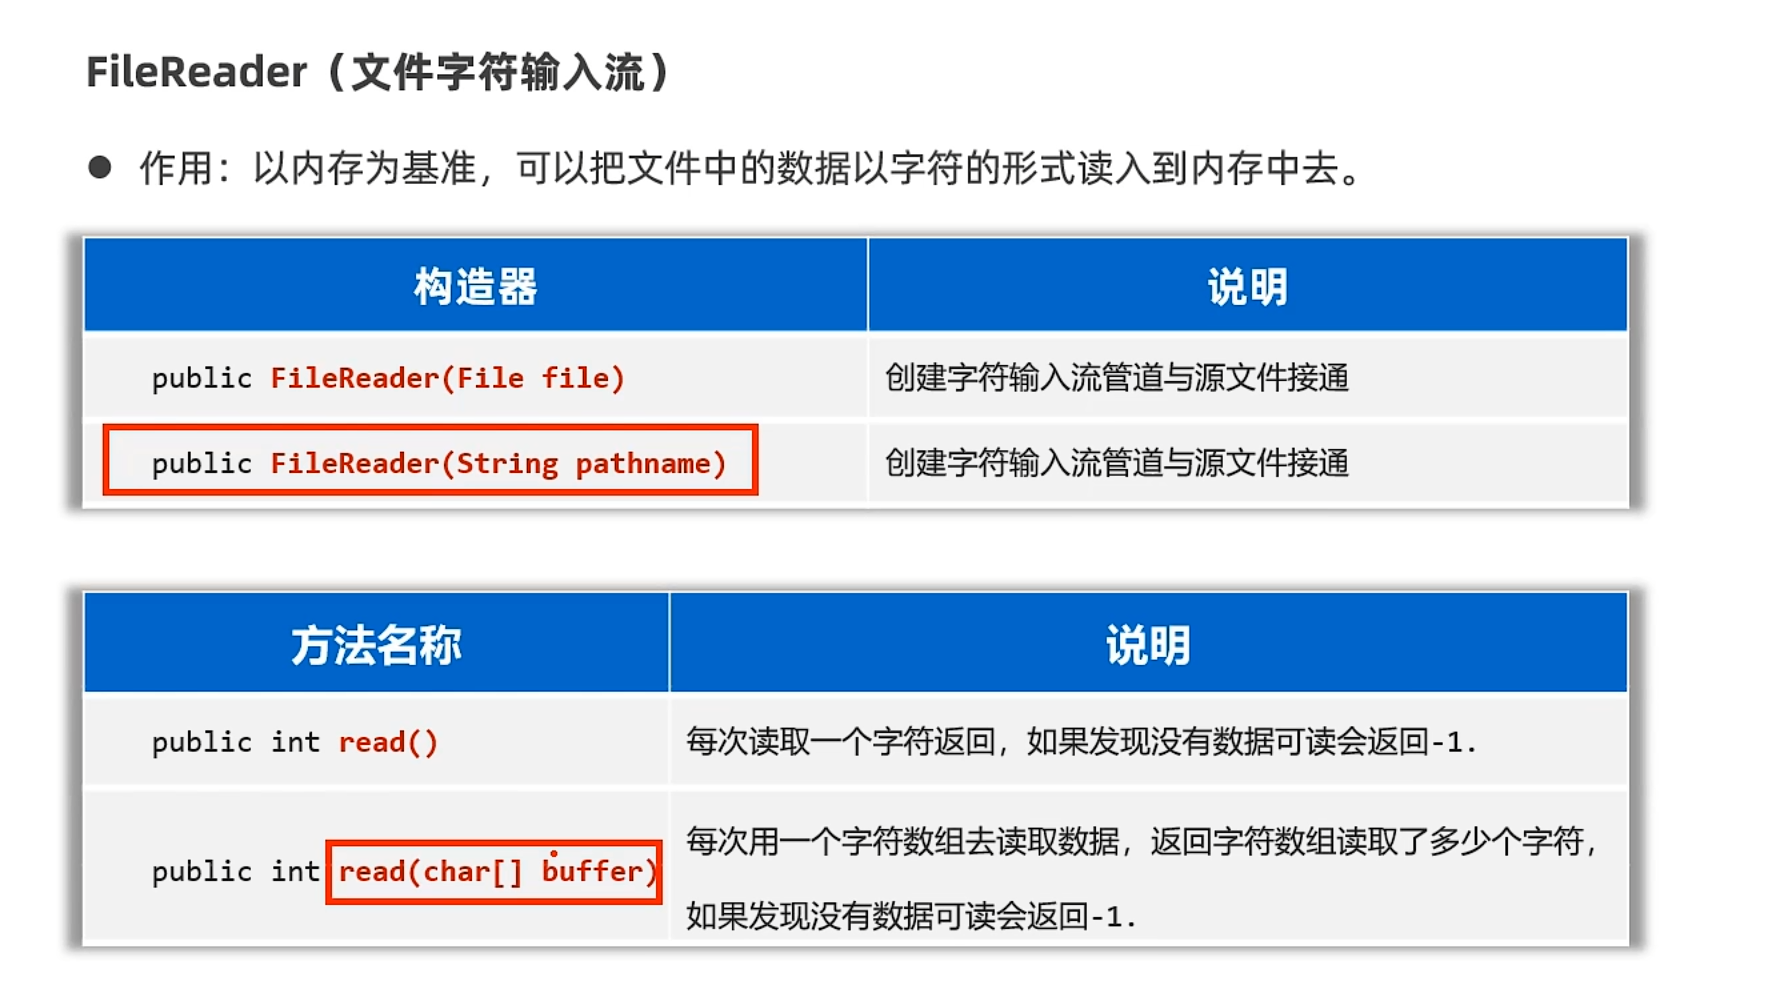 FileReader（文件字符输入流）
● 作用：以内存为基准，可以把文件中的数据以字符的形式读入到内存中去。
构造器 说明
public FileReader(File file) 创建字符输入流管道与源文件接通
public FileReader(String pathname) 创建字符输入流管道与源文件接通
方法名称 说明
public int read() 每次读取一个字符返回，如果发现没有数据可读会返回-1.
public int read(char[] buffer) 每次用一个字符数组去读取数据，返回字符数组读取了多少个字符，
如果发现没有数据可读会返回-1.